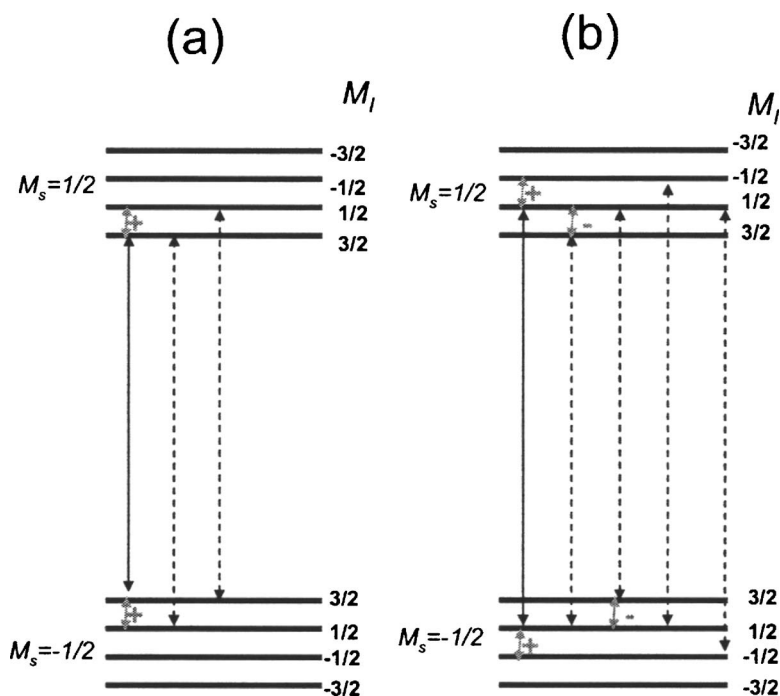 (a)
M_I
-3/2
M_s=1/2
-1/2
1/2
+
3/2
3/2
+
1/2
M_s=-1/2
-1/2
-3/2
(b)
M_I
-3/2
-1/2
M_s=1/2
+
1/2
-
3/2
3/2
-
1/2
M_s=-1/2
+
-1/2
-3/2